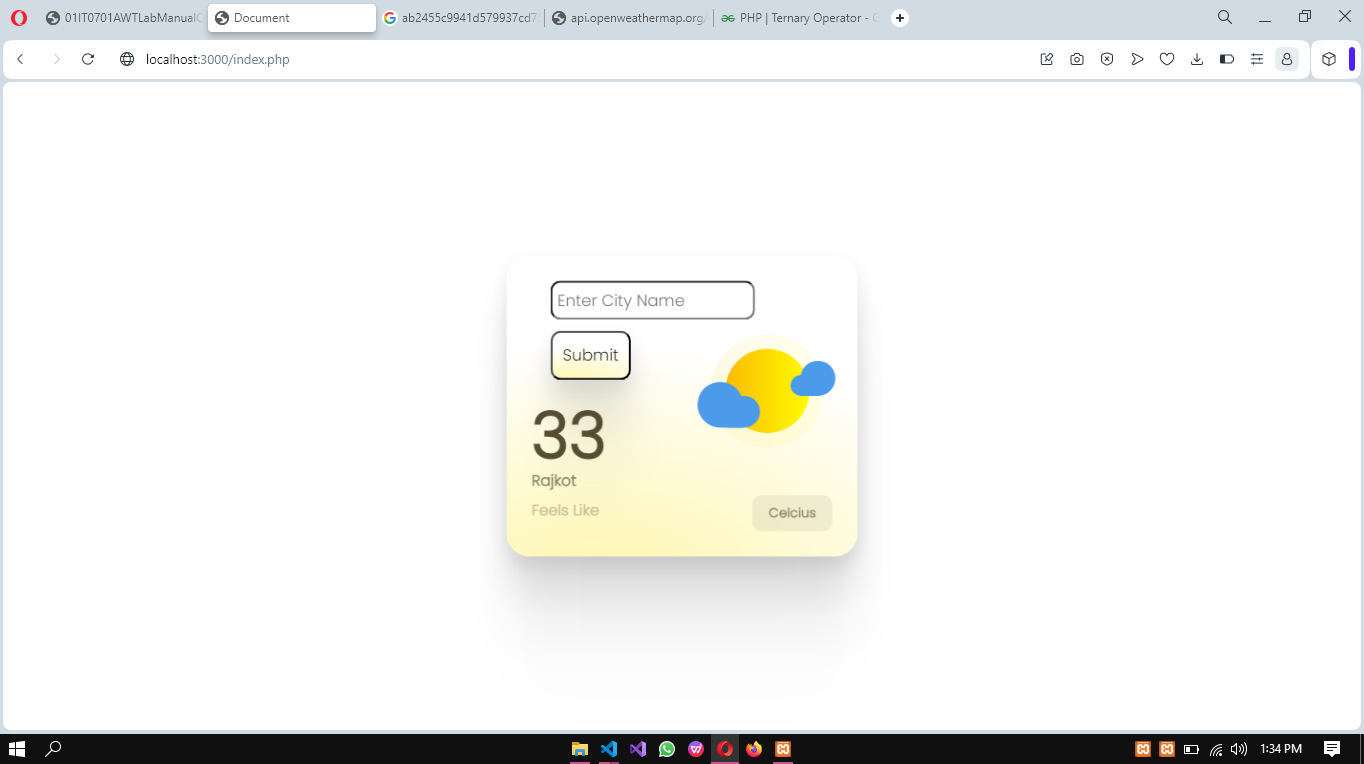 01IT0701AWTLabManual
Document
ab2455c9941d579937cd7
api.openweathermap.org/
PHP | Ternary Operator - G
localhost:3000/index.php
Enter City Name
Submit
33
Rajkot
Feels Like
Celcius
1:34 PM